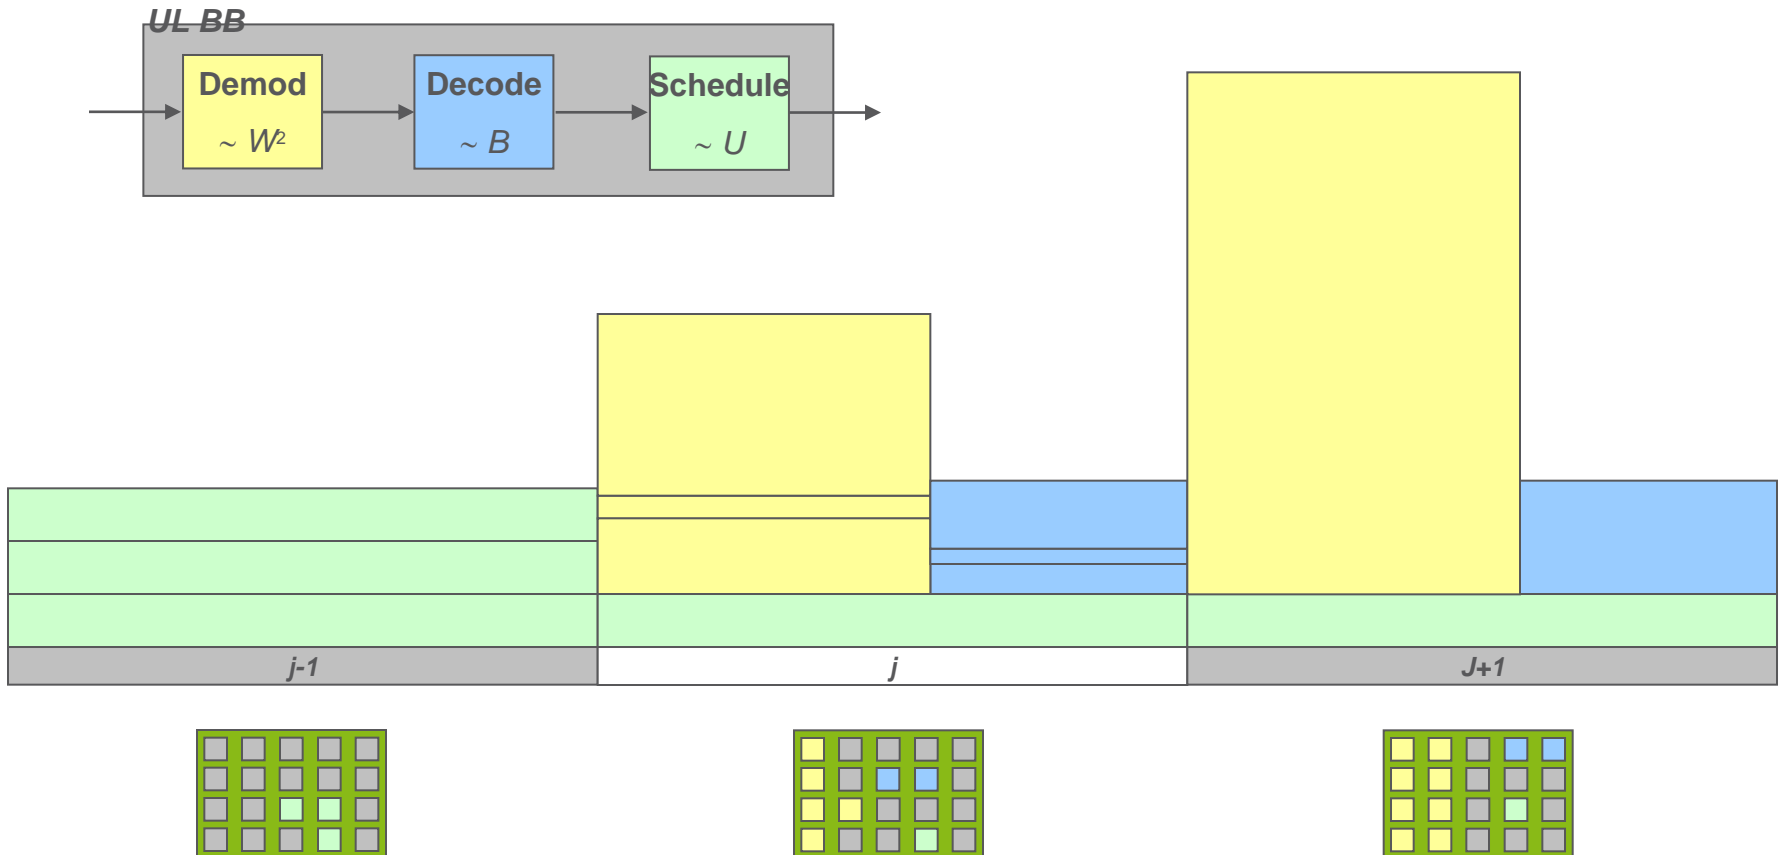 UL BB
Demod
~ W²
Decode
~ B
Schedule
~ U
j-1
j
J+1